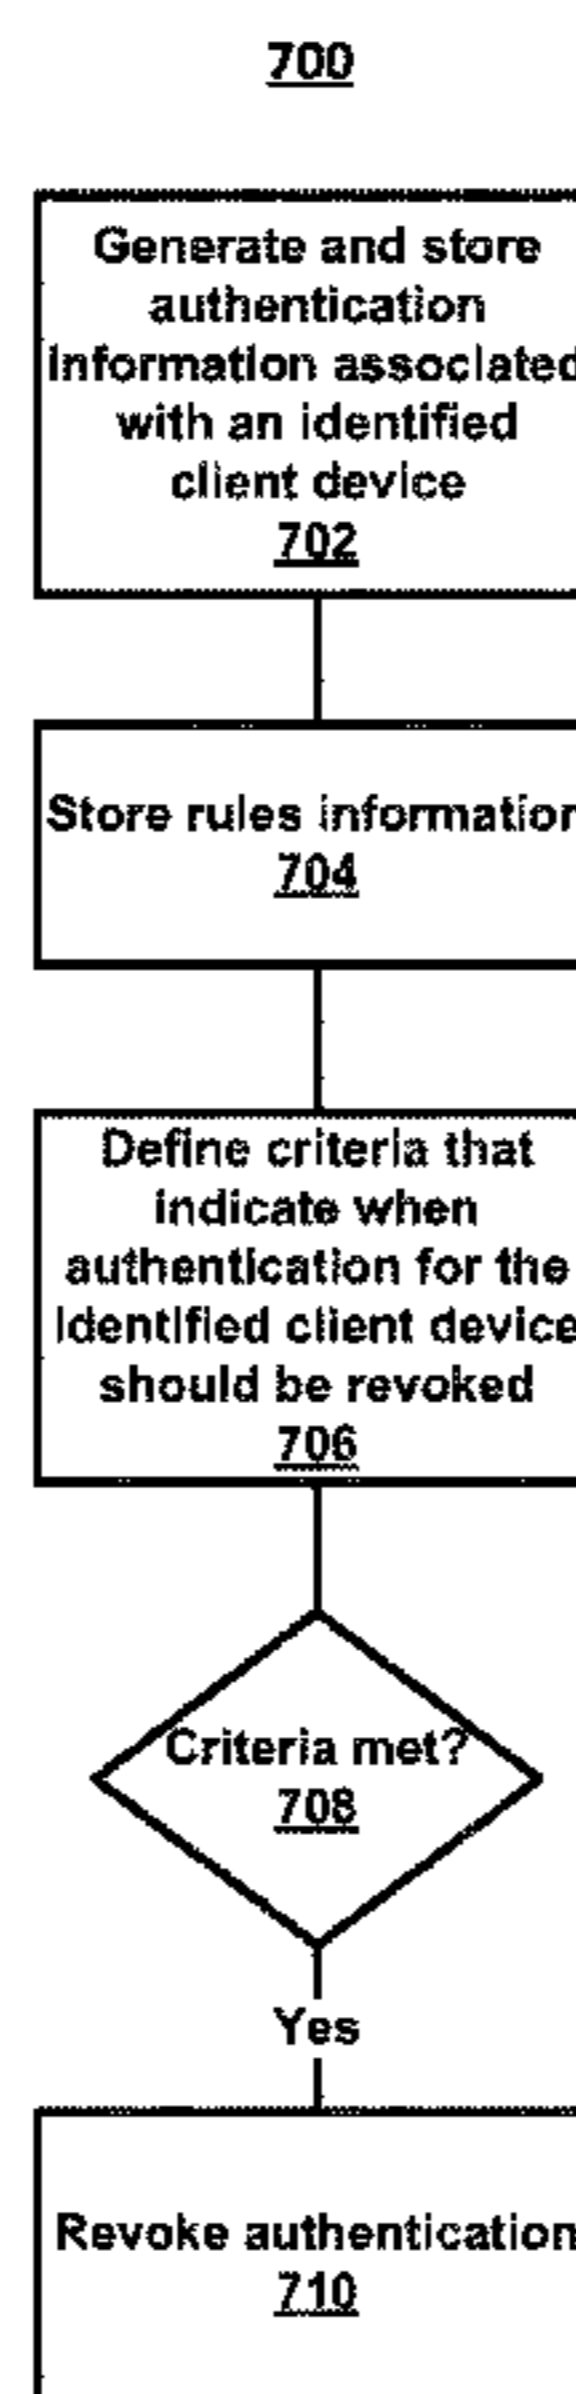 700
Generate and store
authentication
information associated
with an identified
client device
702
Store rules information
704
Define criteria that
indicate when
authentication for the
identified client device
should be revoked
706
Criteria met?
708
Yes
Revoke authentication
710